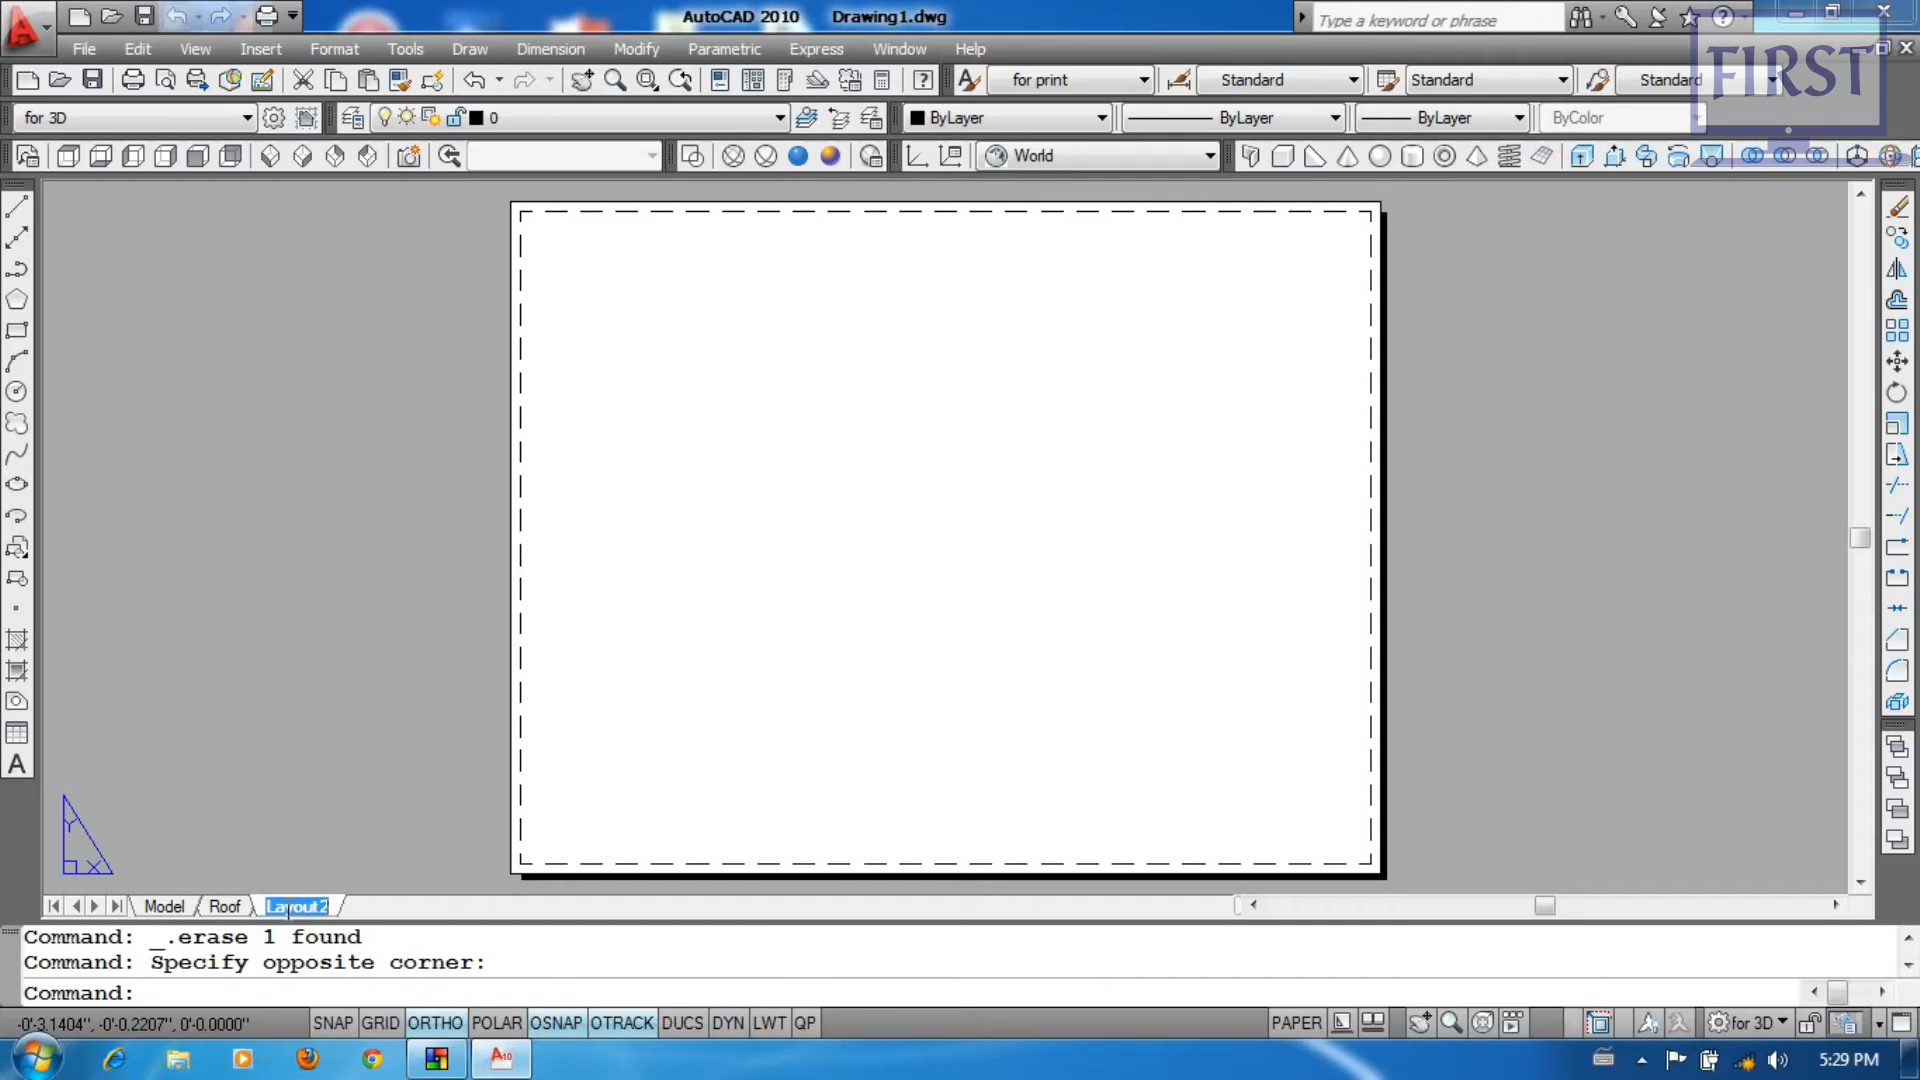 AutoCAD 2010 Drawing1.dwg
Type a keyword or phrase
File Edit View Insert Format Tools Draw Dimension Modify Parametric Express Window Help
FIRST
for print Standard Standard Standard
for 3D 0 ByLayer ByLayer ByLayer ByColor
World
A
Y
X
Model Roof Layout2
Command: _.erase 1 found
Command: Specify opposite corner:
Command:
-0'-3.1404", -0'-0.2207", 0'-0.0000" SNAP GRID ORTHO POLAR OSNAP OTRACK DUCS DYN LWT QP PAPER for 3D
5:29 PM